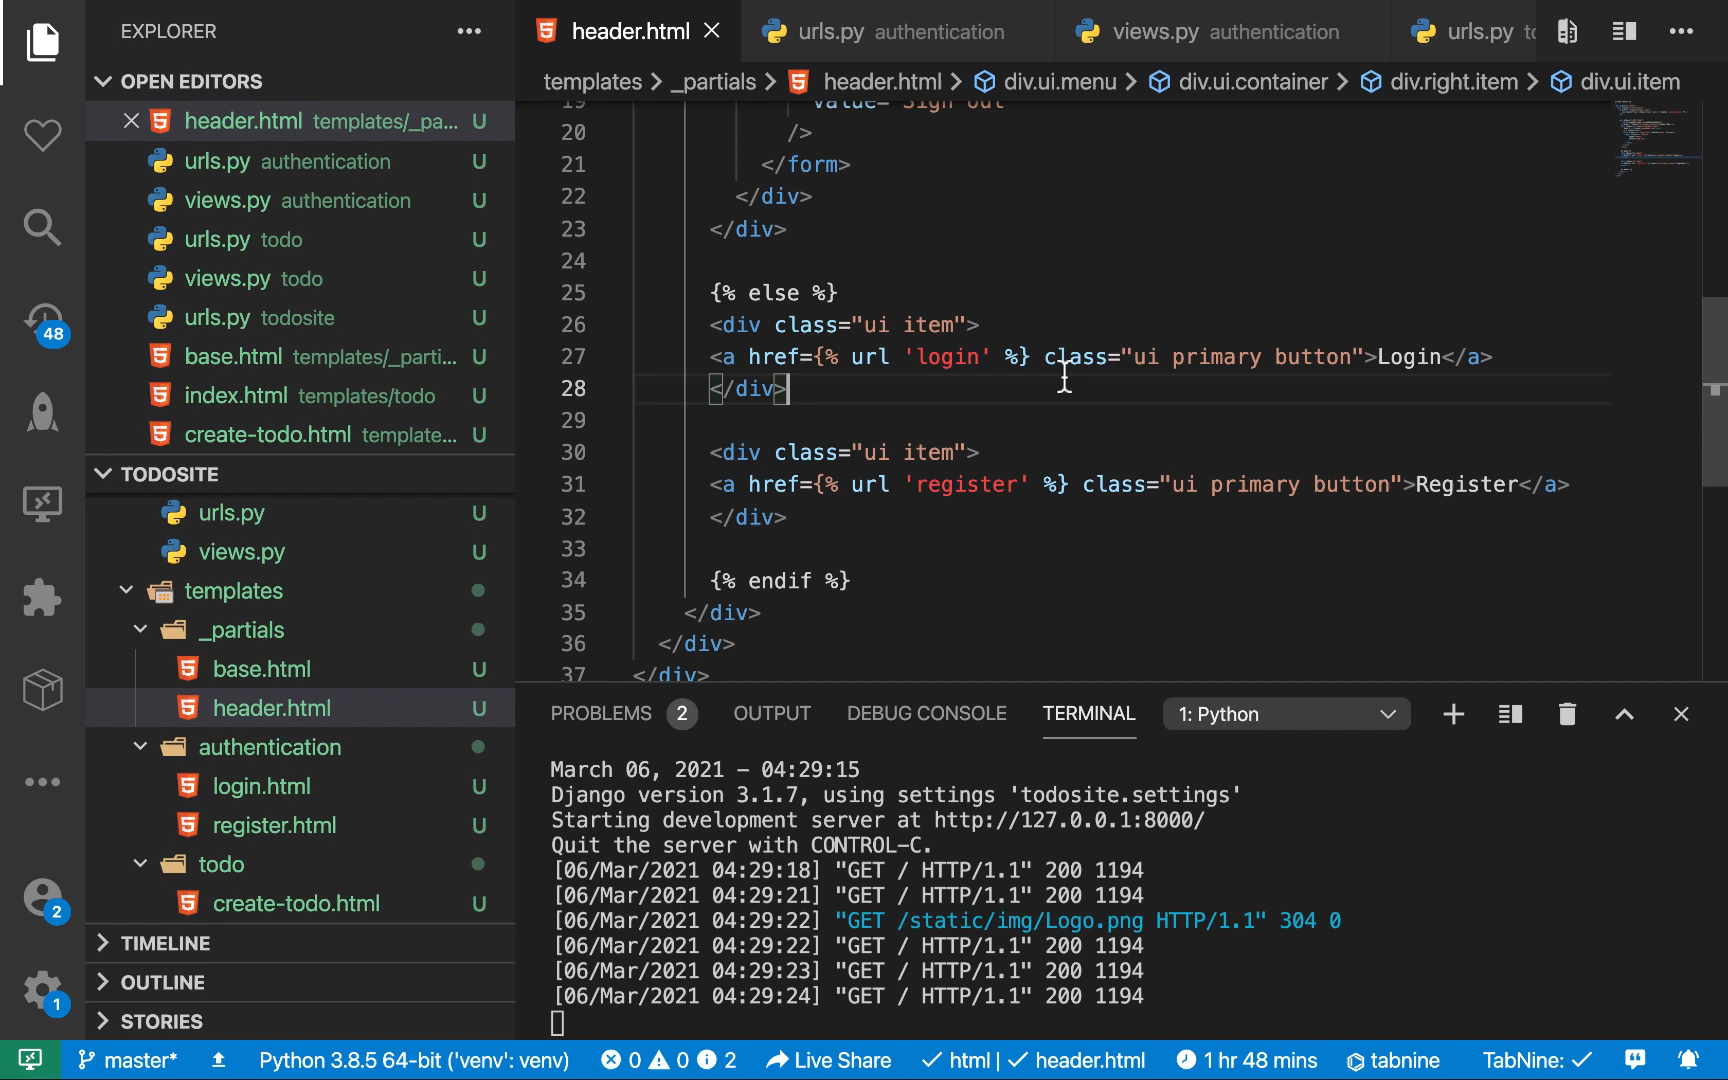 EXPLORER
OPEN EDITORS
header.html templates/_pa... U
urls.py authentication U
views.py authentication U
urls.py todo U
views.py todo U
urls.py todosite U
base.html templates/_parti... U
index.html templates/todo U
create-todo.html template... U
TODOSITE
urls.py U
views.py U
templates
_partials
base.html U
header.html U
authentication
login.html U
register.html U
todo
create-todo.html U
TIMELINE
OUTLINE
STORIES
48
2
1
header.html
urls.py authentication
views.py authentication
urls.py to
templates > _partials > header.html > div.ui.menu > div.ui.container > div.right.item > div.ui.item
19 value="Sign out"
20 />
21 </form>
22 </div>
23 </div>
24
25 {% else %}
26 <div class="ui item">
27 <a href={% url 'login' %} class="ui primary button">Login</a>
28 </div>
29
30 <div class="ui item">
31 <a href={% url 'register' %} class="ui primary button">Register</a>
32 </div>
33
34 {% endif %}
35 </div>
36 </div>
37 </div>
PROBLEMS 2 OUTPUT DEBUG CONSOLE TERMINAL 1: Python
March 06, 2021 - 04:29:15
Django version 3.1.7, using settings 'todosite.settings'
Starting development server at http://127.0.0.1:8000/
Quit the server with CONTROL-C.
[06/Mar/2021 04:29:18] "GET / HTTP/1.1" 200 1194
[06/Mar/2021 04:29:21] "GET / HTTP/1.1" 200 1194
[06/Mar/2021 04:29:22] "GET /static/img/Logo.png HTTP/1.1" 304 0
[06/Mar/2021 04:29:22] "GET / HTTP/1.1" 200 1194
[06/Mar/2021 04:29:23] "GET / HTTP/1.1" 200 1194
[06/Mar/2021 04:29:24] "GET / HTTP/1.1" 200 1194
master* Python 3.8.5 64-bit ('venv': venv) 0 0 2 Live Share html | header.html 1 hr 48 mins tabnine TabNine: